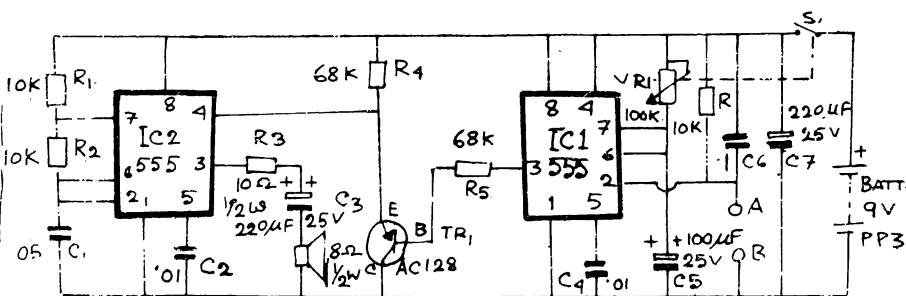 S1
10K R1
8
7 4
IC2
555
10K R2
6 3
2 1 5
.05 C1
.01 C2
R3
10Ω
1/2W
220µF
25V
C3
8Ω
1/2W
68K R4
E
B
C
TR1
AC128
68K
R5
8 4
7
IC1
6
3 555
2
1 5
C4 .01
VR1
100K
R
10K
.1 C6
220µF
25V
C7
A
B
+ +100µF
25V
C5
+
BATT.
9V
PP3